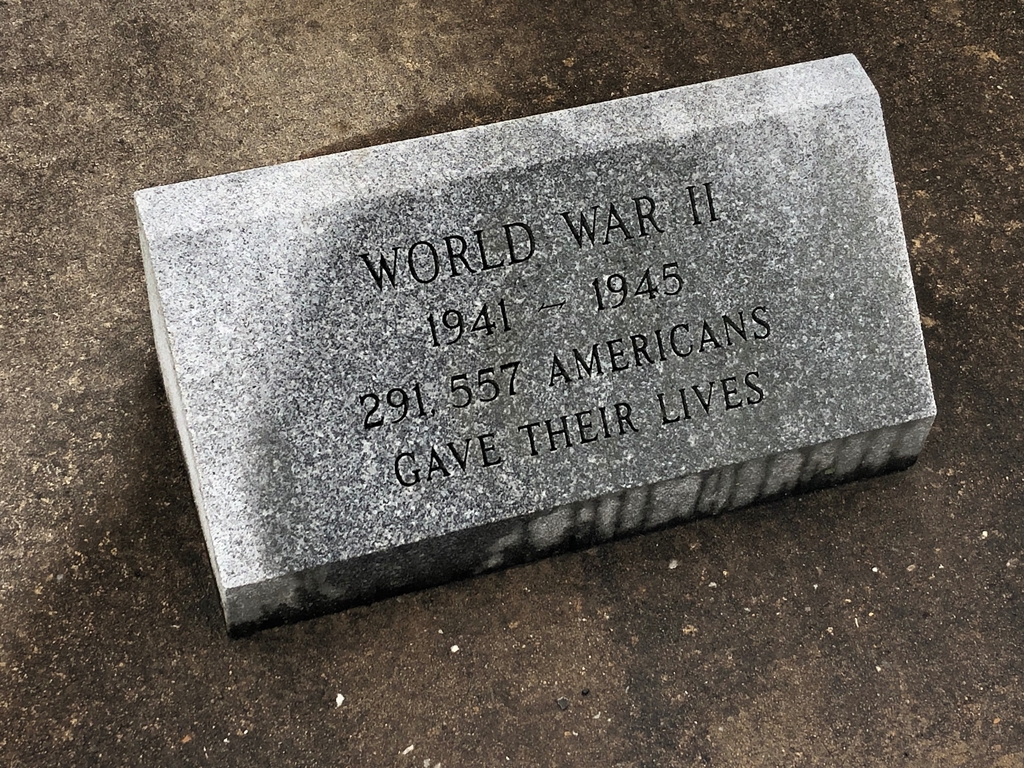 WORLD WAR II
1941 – 1945
291,557 AMERICANS
GAVE THEIR LIVES